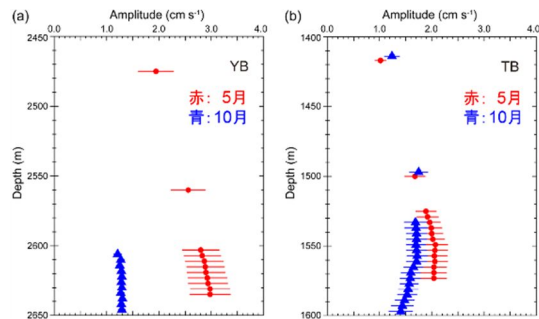 (a) Amplitude (cm s⁻¹)
0 1.0 2.0 3.0 4.0
2450
YB
赤: 5月
青:10月
2500
Depth (m)
2550
2600
2650
(b) Amplitude (cm s⁻¹)
0.0 1.0 2.0 3.0 4.0
1400
TB
赤: 5月
青:10月
1450
Depth (m)
1500
1550
1600